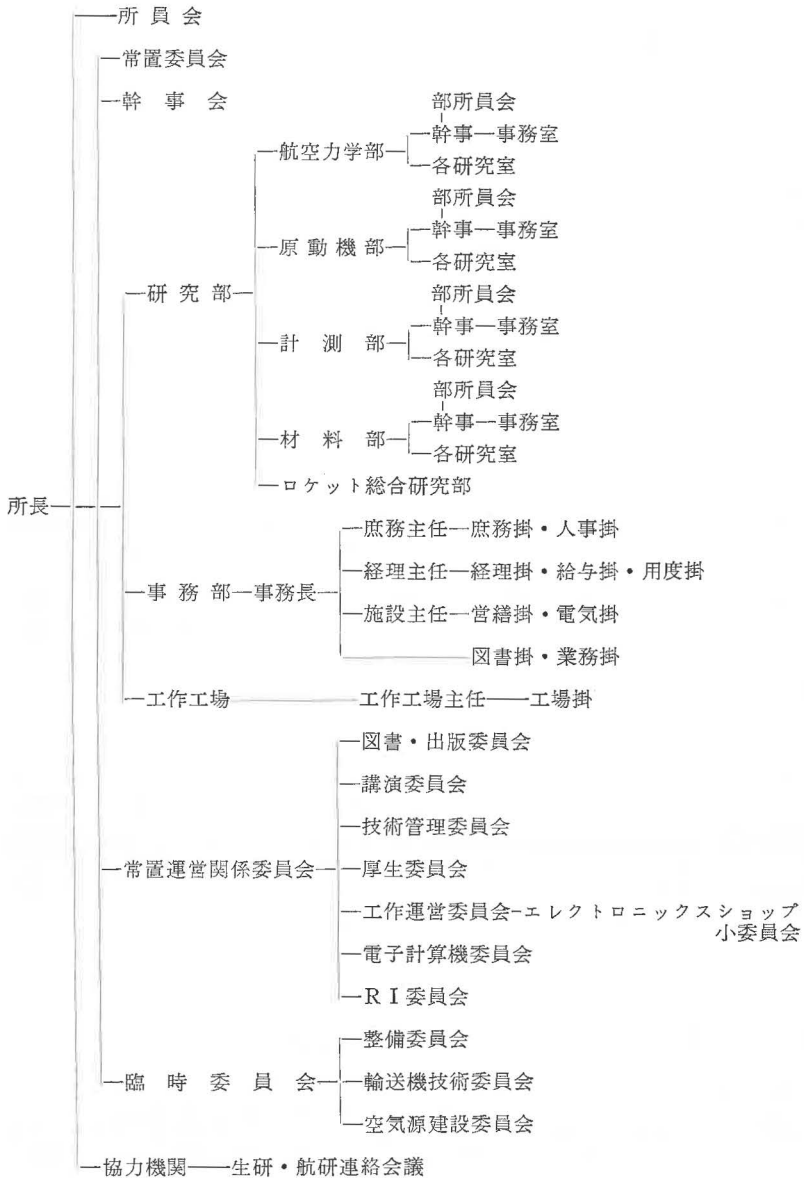 所員会
常置委員会
幹事会
部所員会
航空力学部 幹事 事務室
各研究室
部所員会
原動機部 幹事 事務室
各研究室
研究部 部所員会
計測部 幹事 事務室
各研究室
部所員会
材料部 幹事 事務室
各研究室
ロケット総合研究部
所長
庶務主任 庶務掛・人事掛
経理主任 経理掛・給与掛・用度掛
事務部 事務長
施設主任 営繕掛・電気掛
図書掛・業務掛
工作工場 工作工場主任 工場掛
図書・出版委員会
講演委員会
技術管理委員会
常置運営関係委員会 厚生委員会
工作運営委員会 エレクトロニックスショップ
小委員会
電子計算機委員会
RI委員会
整備委員会
臨時委員会 輸送機技術委員会
空気源建設委員会
協力機関 生研・航研連絡会議